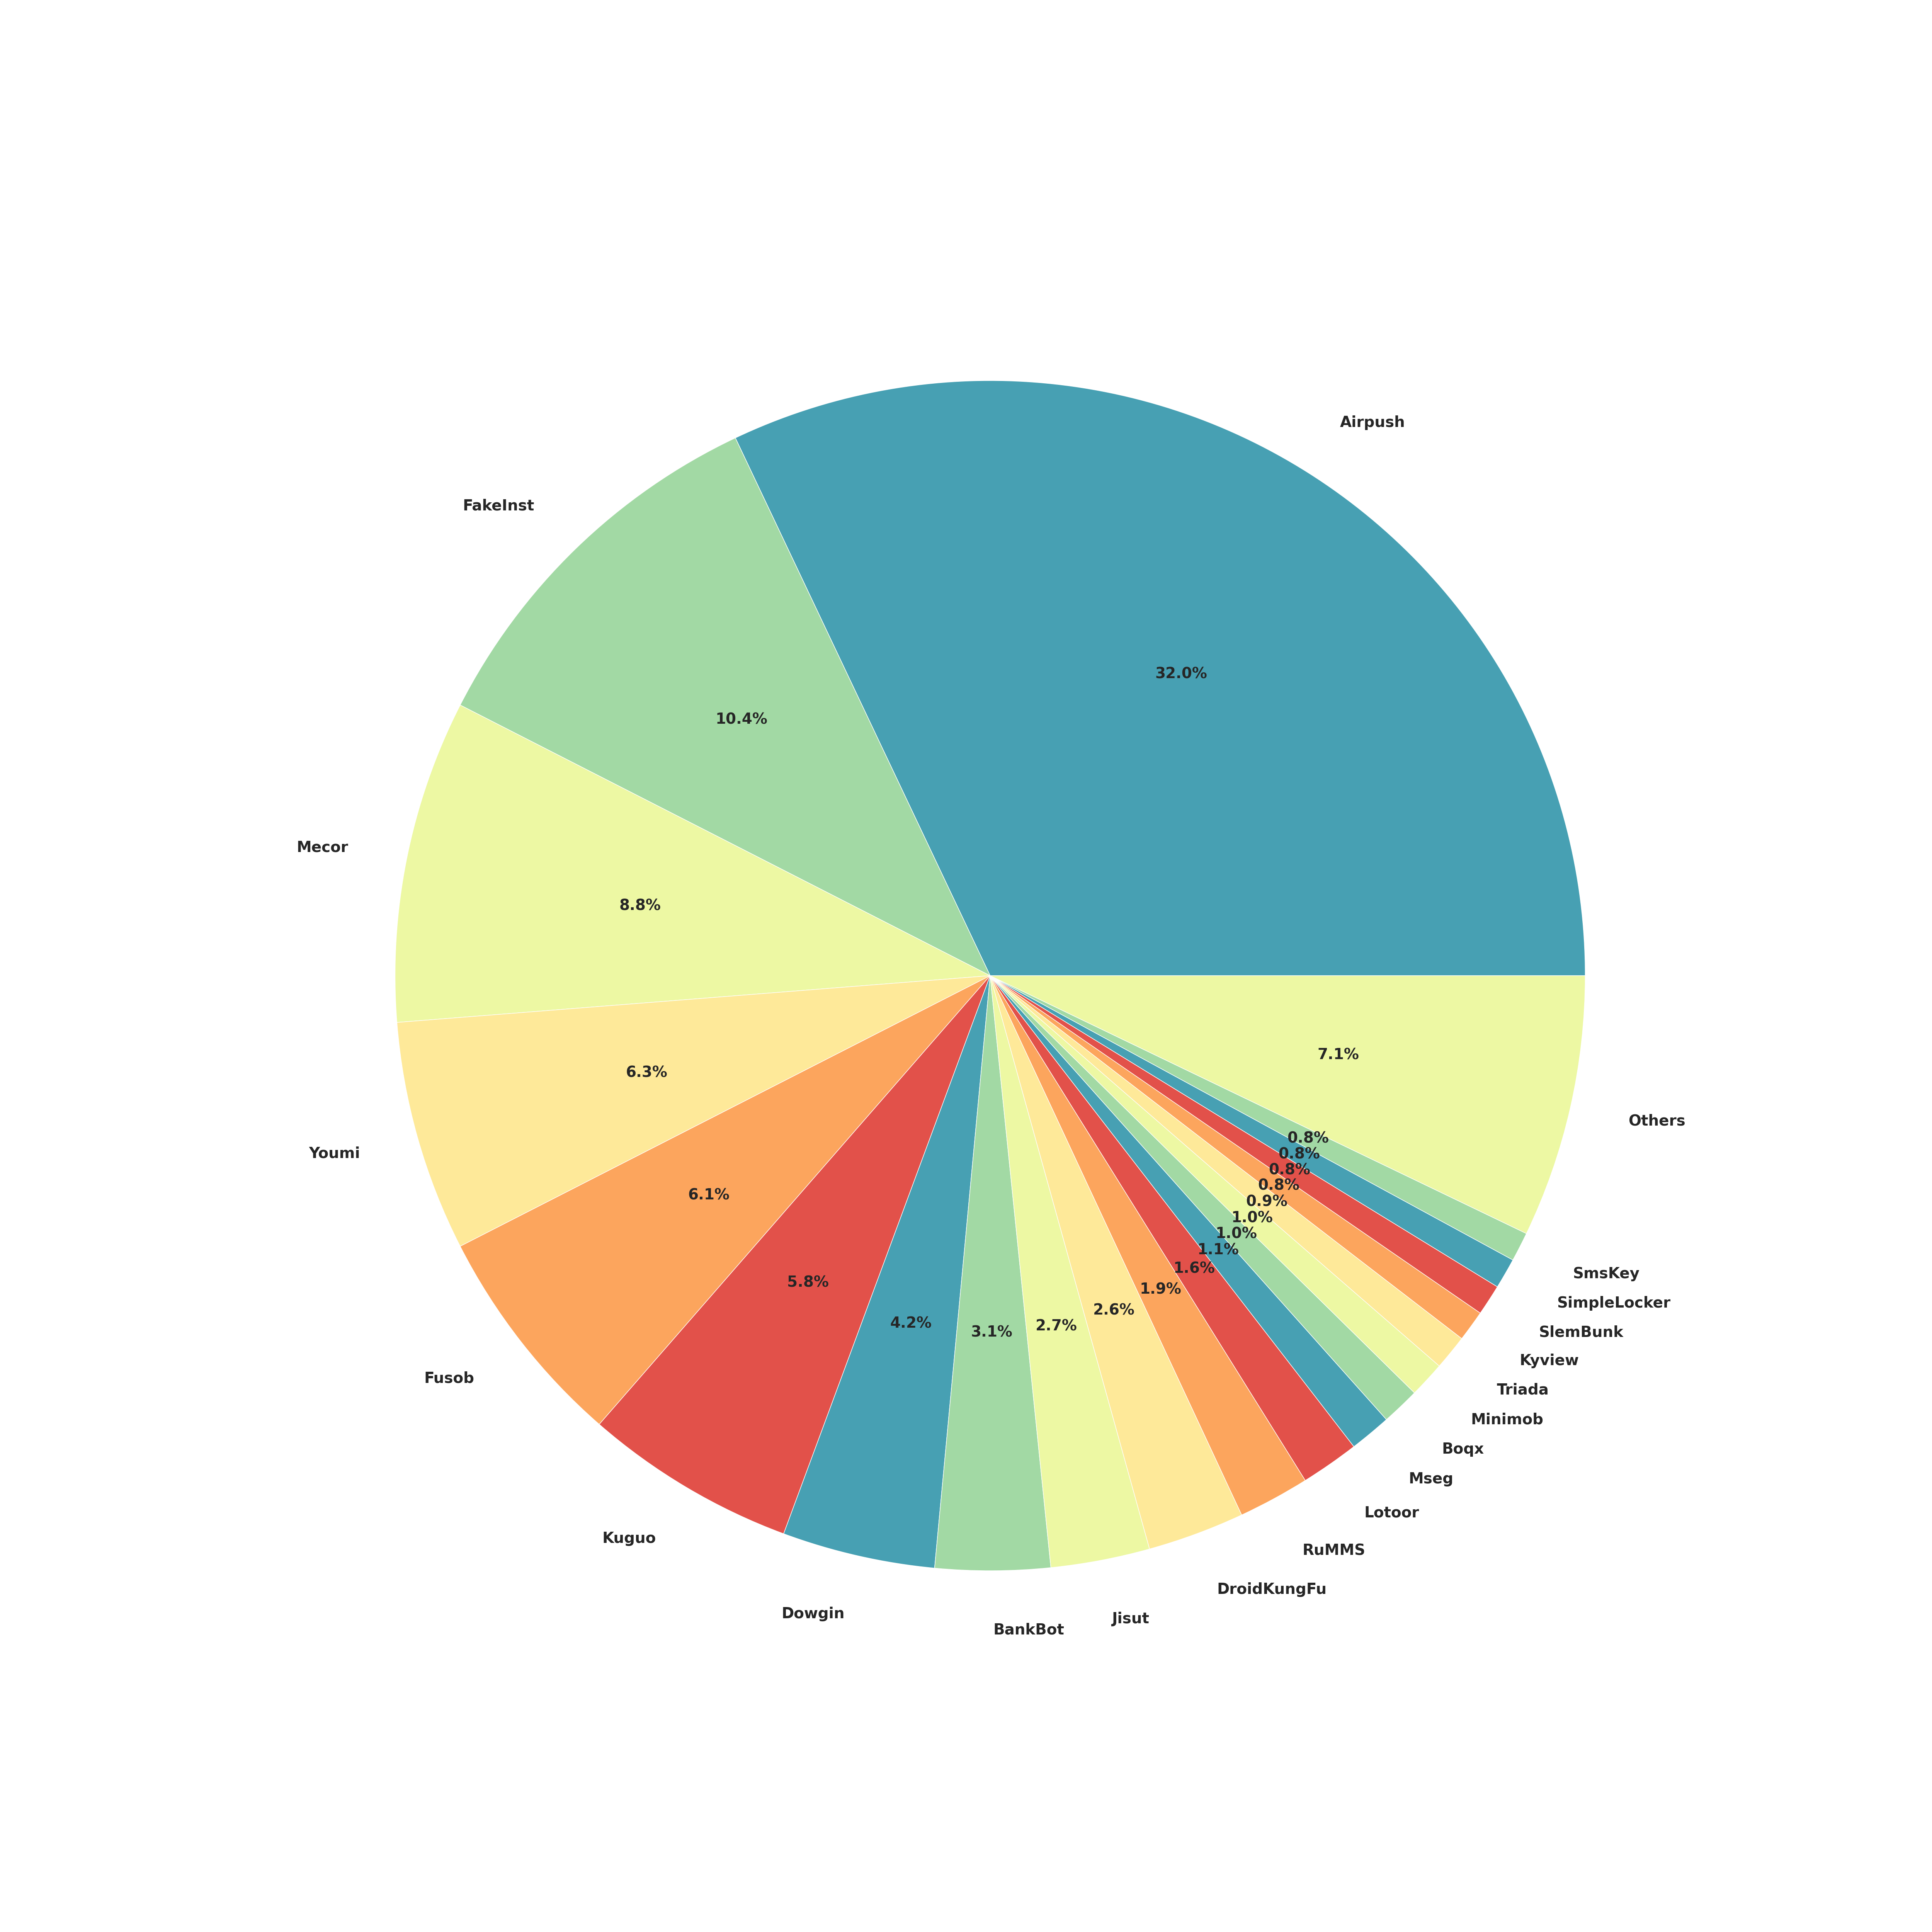 Airpush
32.0%
FakeInst
10.4%
Mecor
8.8%
Youmi
6.3%
Fusob
6.1%
Kuguo
5.8%
Dowgin
4.2%
BankBot
3.1%
Jisut
2.7%
DroidKungFu
2.6%
RuMMS
1.9%
Lotoor
1.6%
Mseg
1.1%
Boqx
1.0%
Minimob
1.0%
Triada
0.9%
Kyview
0.8%
SlemBunk
0.8%
SimpleLocker
0.8%
SmsKey
0.8%
Others
7.1%